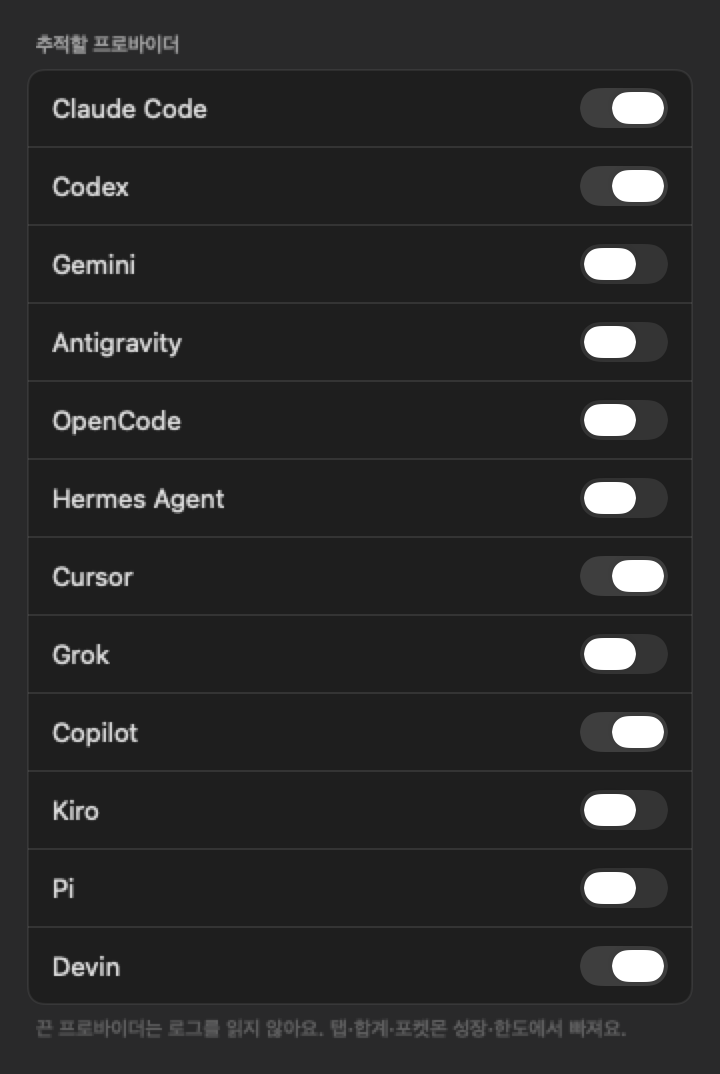 추적할 프로바이더
Claude Code
Codex
Gemini
Antigravity
OpenCode
Hermes Agent
Cursor
Grok
Copilot
Kiro
Pi
Devin
끈 프로바이더는 로그를 읽지 않아요. 탭·합계·포켓몬 성장·한도에서 빠져요.